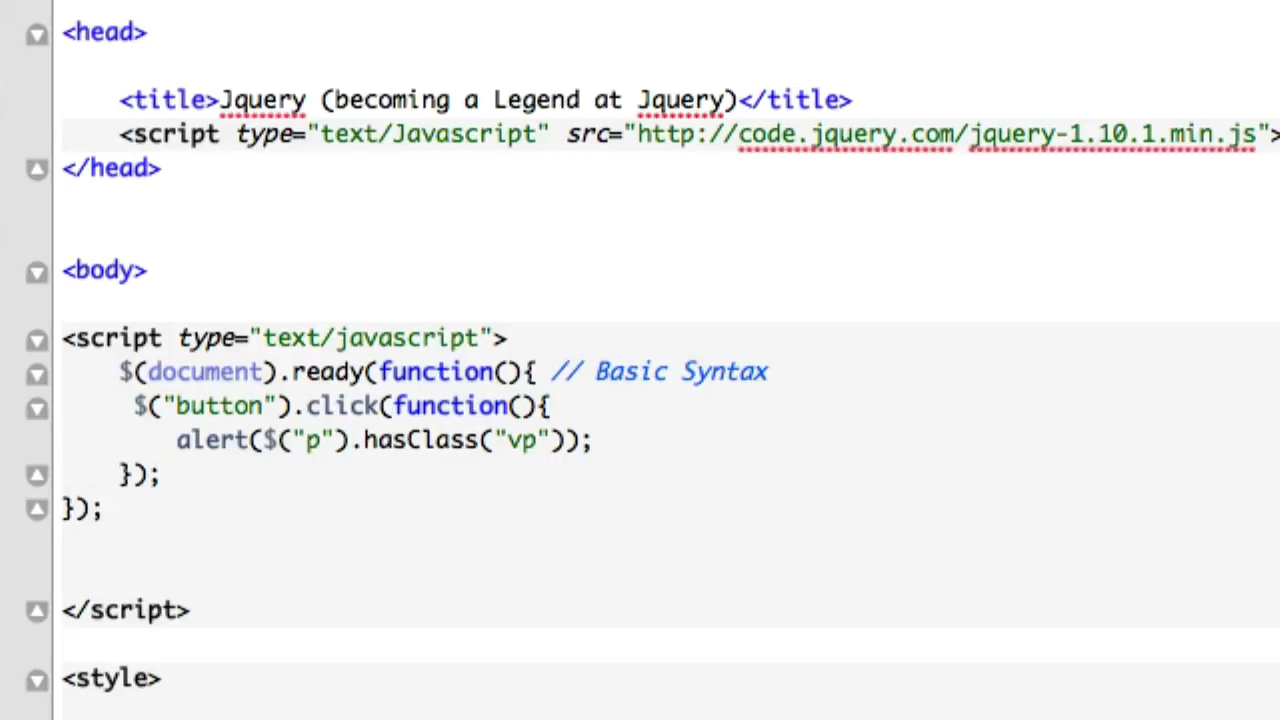 <head>
<title>Jquery (becoming a Legend at Jquery)</title>
<script type="text/Javascript" src="http://code.jquery.com/jquery-1.10.1.min.js">
</head>
<body>
<script type="text/javascript">
$(document).ready(function(){ // Basic Syntax
$("button").click(function(){
alert($("p").hasClass("vp"));
});
});
</script>
<style>